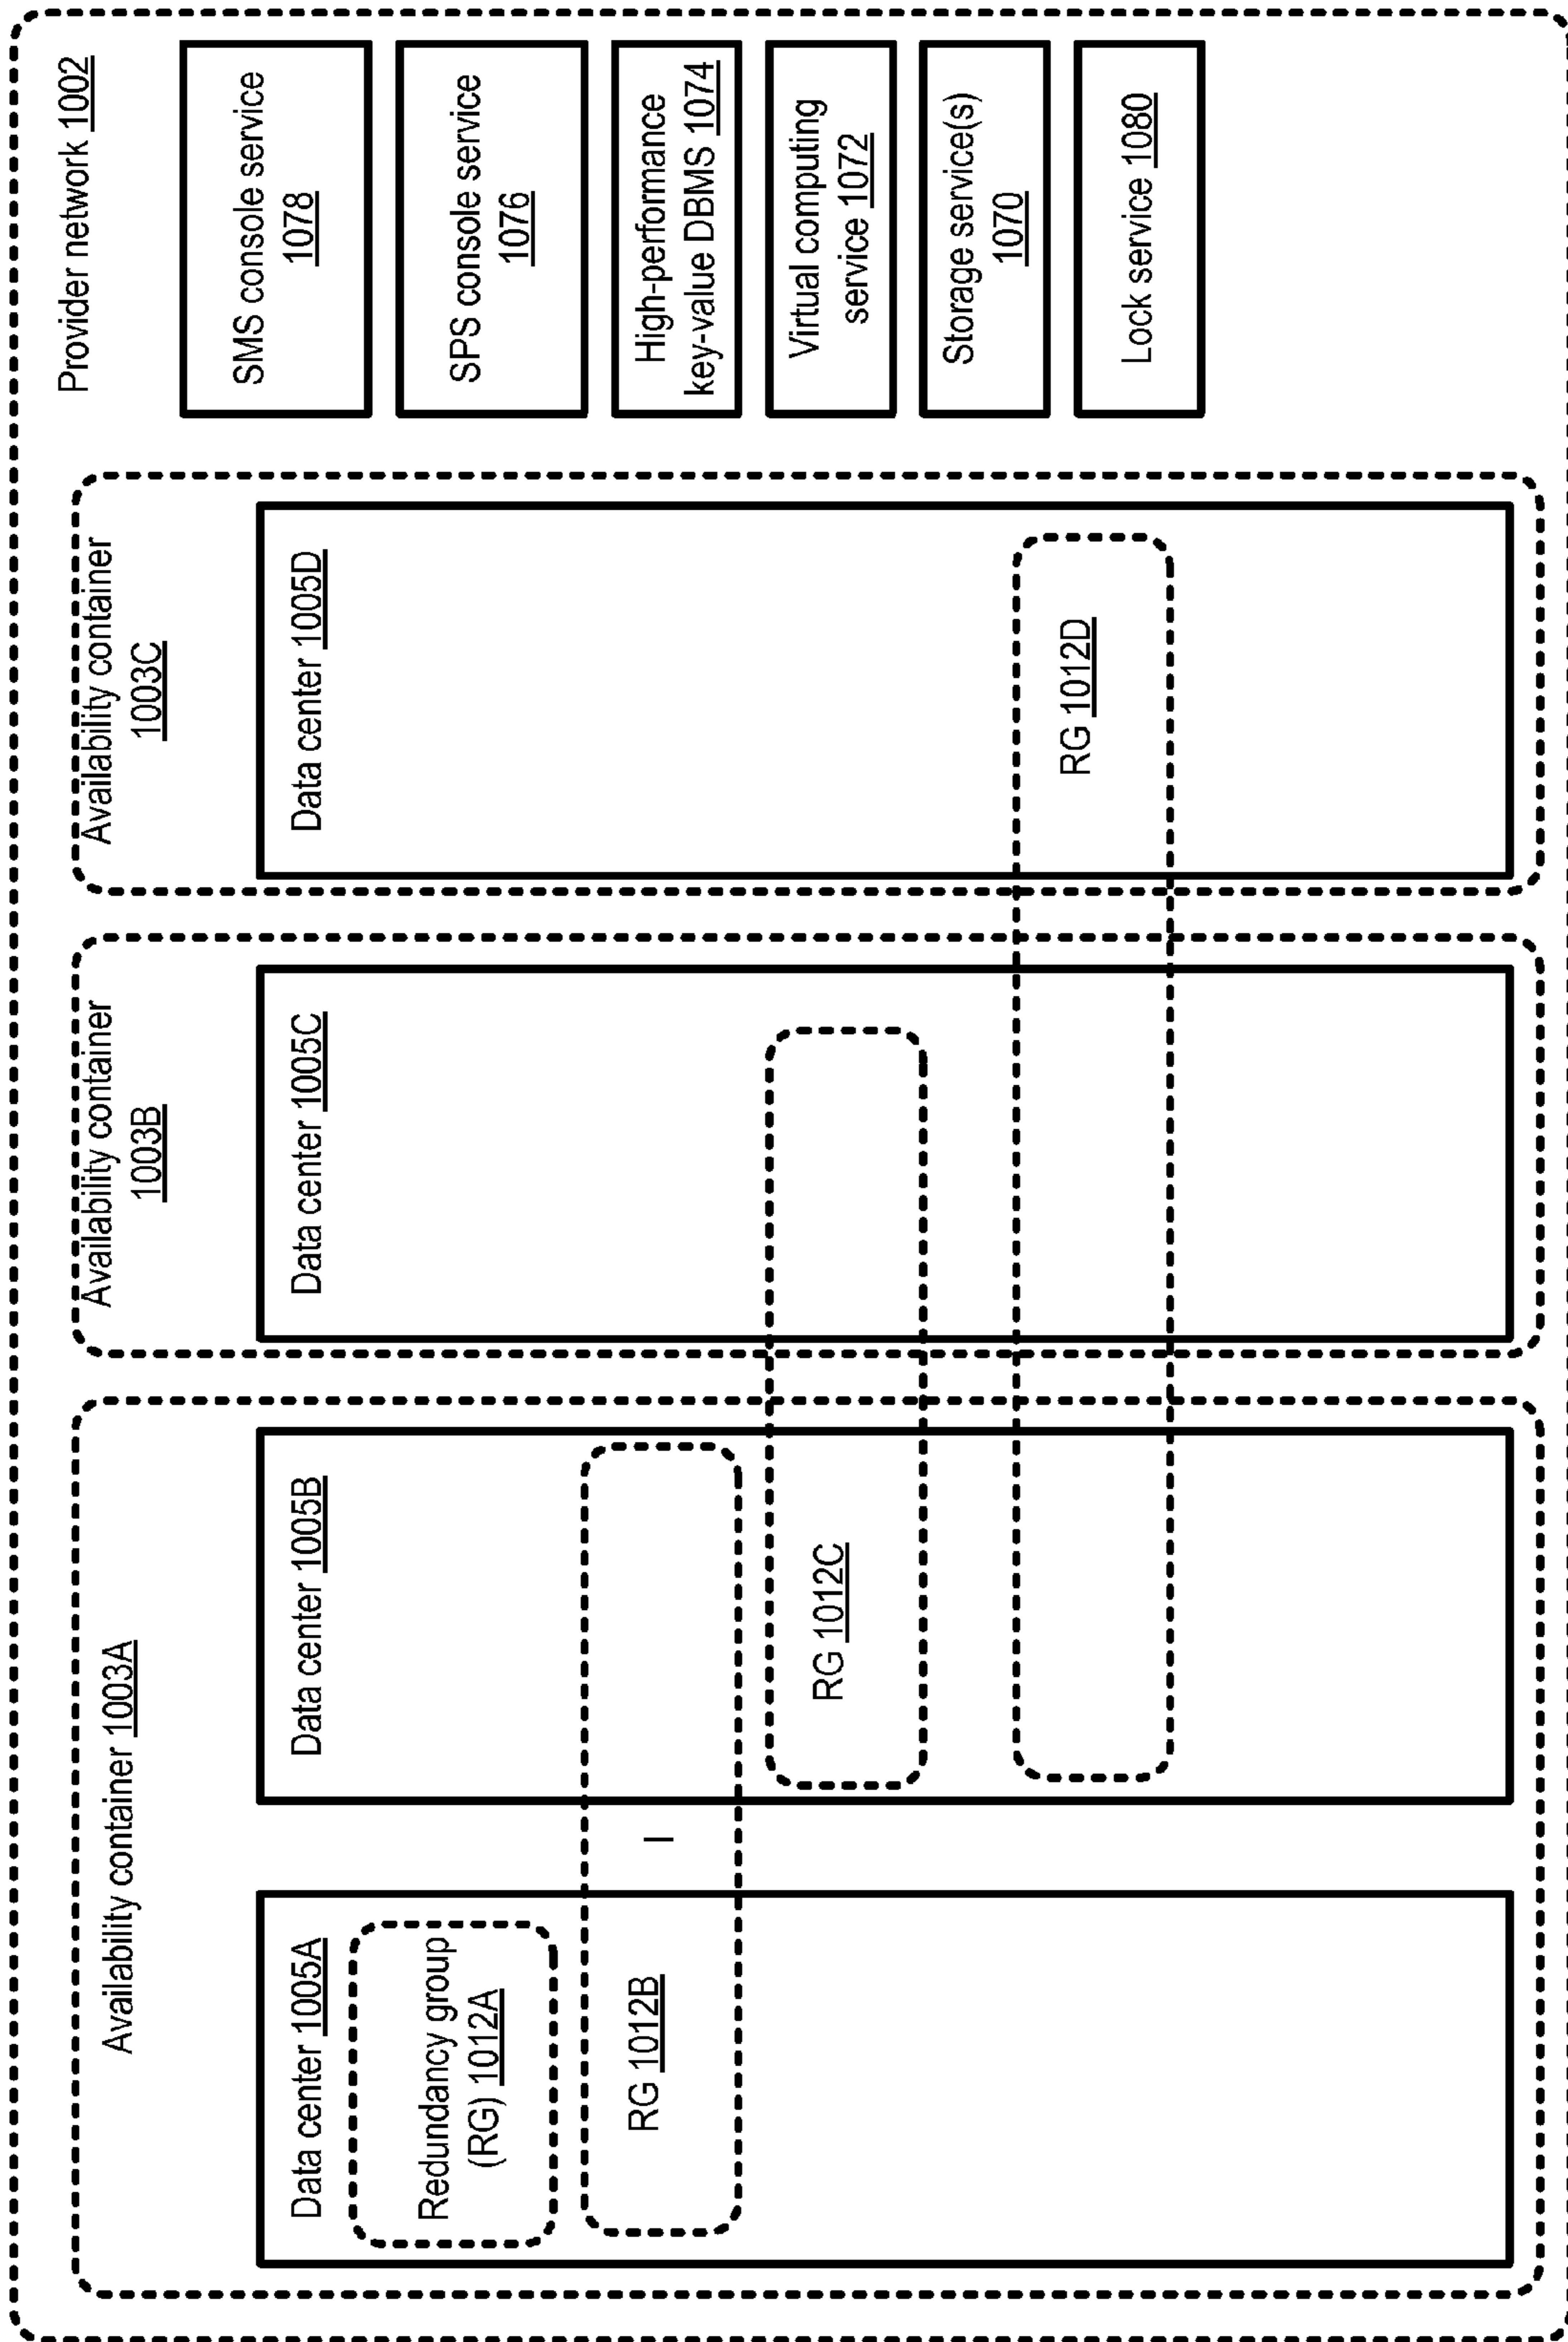 Provider network 1002
Availability container 1003A
Data center 1005A
Redundancy group
(RG) 1012A
RG 1012B
Data center 1005B
RG 1012C
Availability container
1003B
Data center 1005C
Availability container
1003C
Data center 1005D
RG 1012D
SMS console service
1078
SPS console service
1076
High-performance
key-value DBMS 1074
Virtual computing
service 1072
Storage service(s)
1070
Lock service 1080